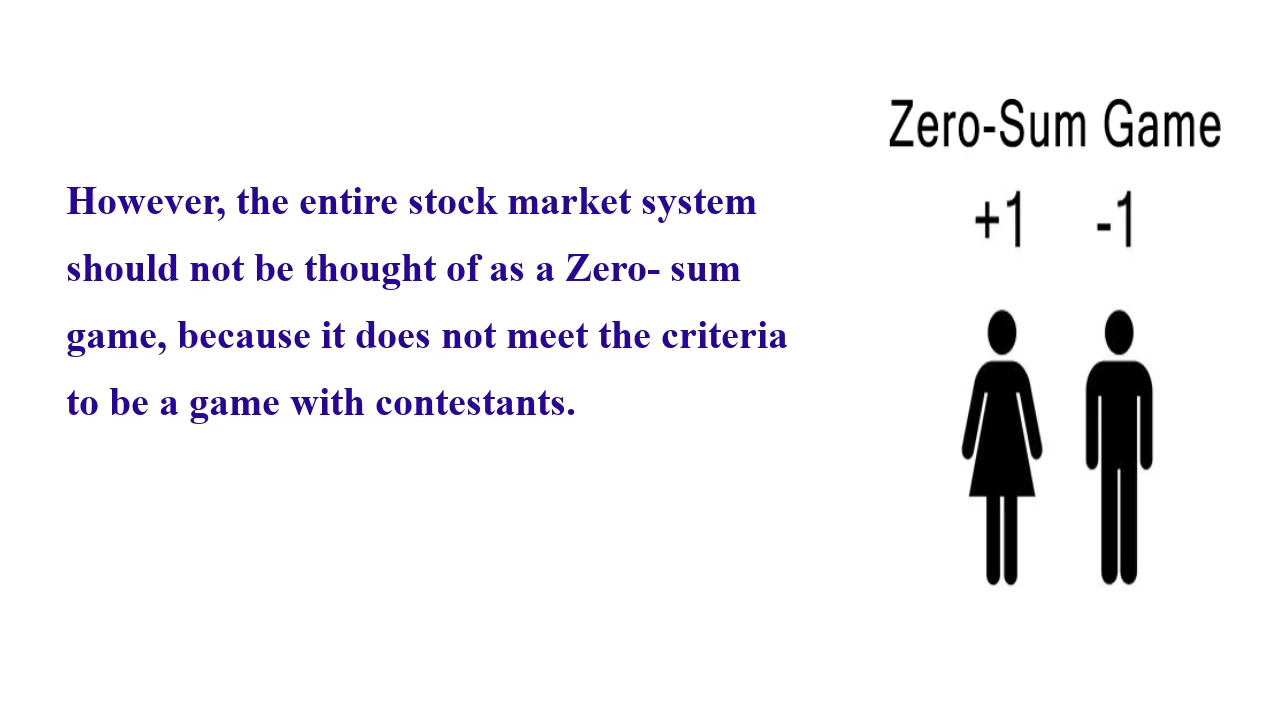 However, the entire stock market system
should not be thought of as a Zero- sum
game, because it does not meet the criteria
to be a game with contestants.
Zero-Sum Game
+1 -1